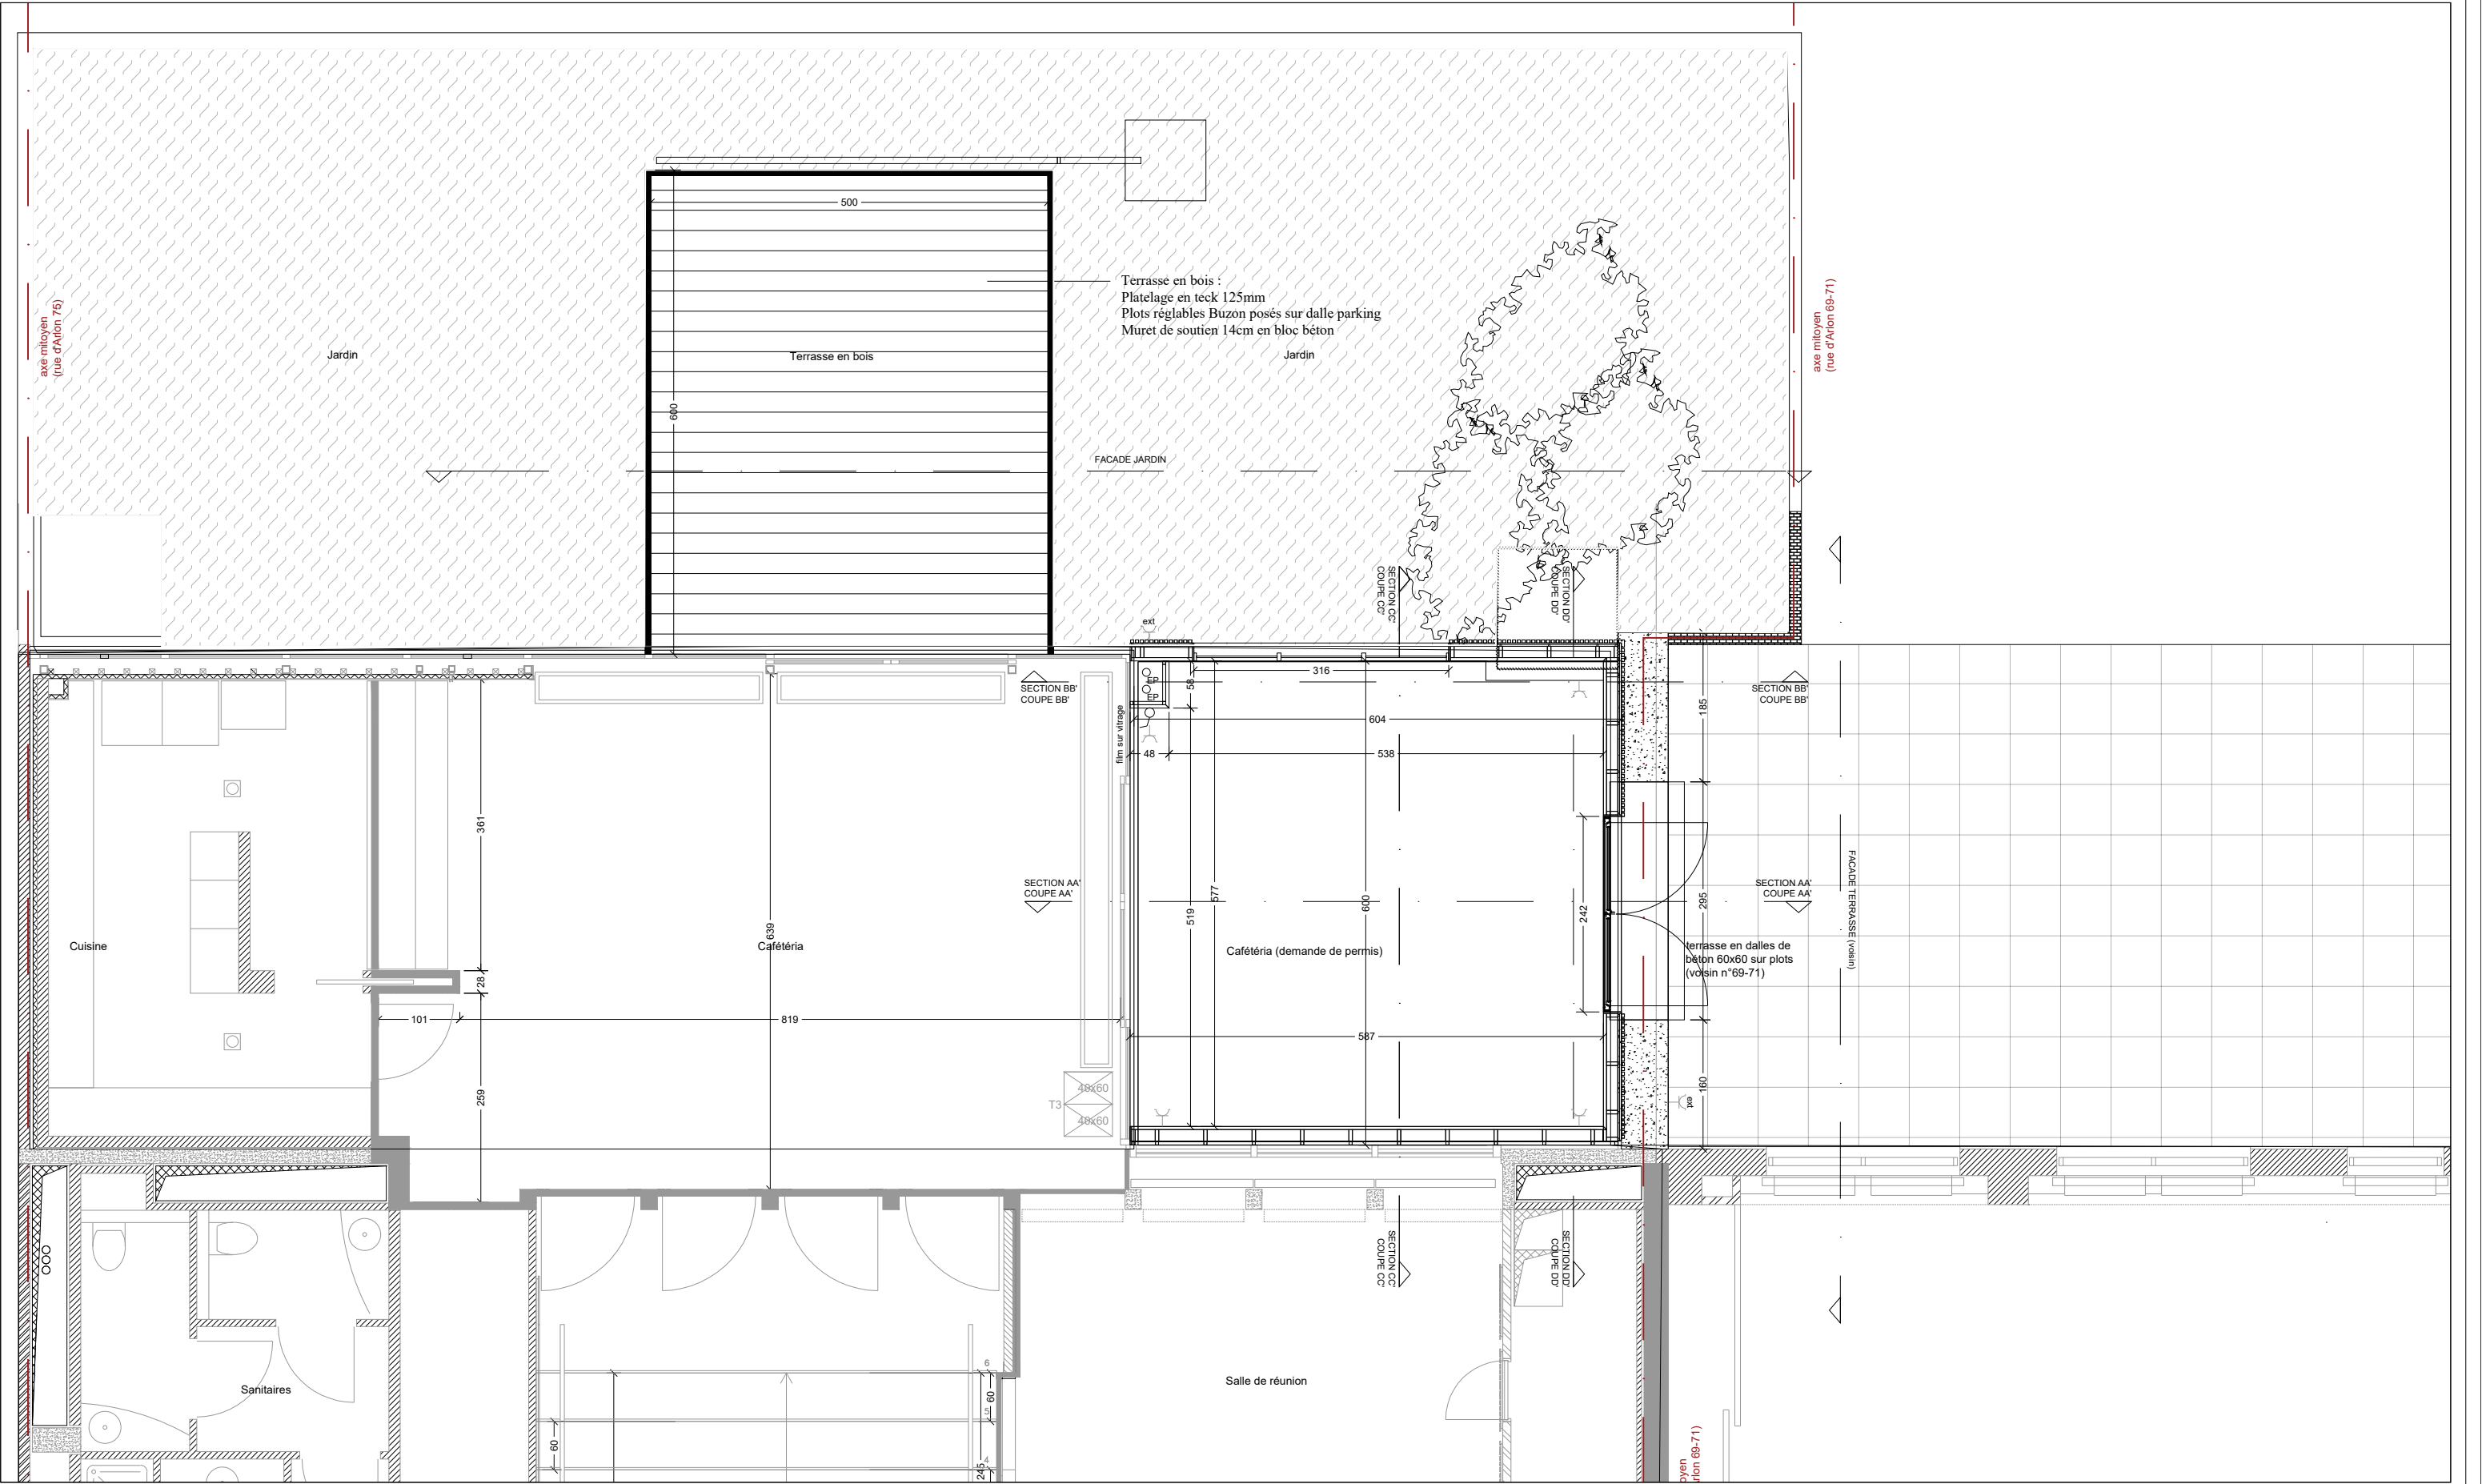 500
Terrasse en bois :
Platelage en teck 125mm
Plots réglables Buzon posés sur dalle parking
Muret de soutien 14cm en bloc béton
axe mitoyen
(rue d'Arlon 75)
axe mitoyen
(rue d'Arlon 69-71)
Jardin
Terrasse en bois
Jardin
600
FACADE JARDIN
SECTION CC'
COUPE CC'
SECTION DD'
COUPE DD'
ext
316
EP
EP
58
SECTION BB'
COUPE BB'
SECTION BB'
COUPE BB'
185
film sur vitrage
604
48
538
361
SECTION AA'
COUPE AA'
SECTION AA'
COUPE AA'
FACADE TERRASSE (voisin)
577
519
600
242
295
639
Cuisine
Cafétéria
Cafétéria (demande de permis)
terrasse en dalles de
béton 60x60 sur plots
(voisin n°69-71)
28
101
819
587
259
40x60
T3
40x60
160
ext
SECTION CC'
COUPE CC'
SECTION DD'
COUPE DD'
Sanitaires
Salle de réunion
6
60
5
60
4
245
oyen
rlon 69-71)